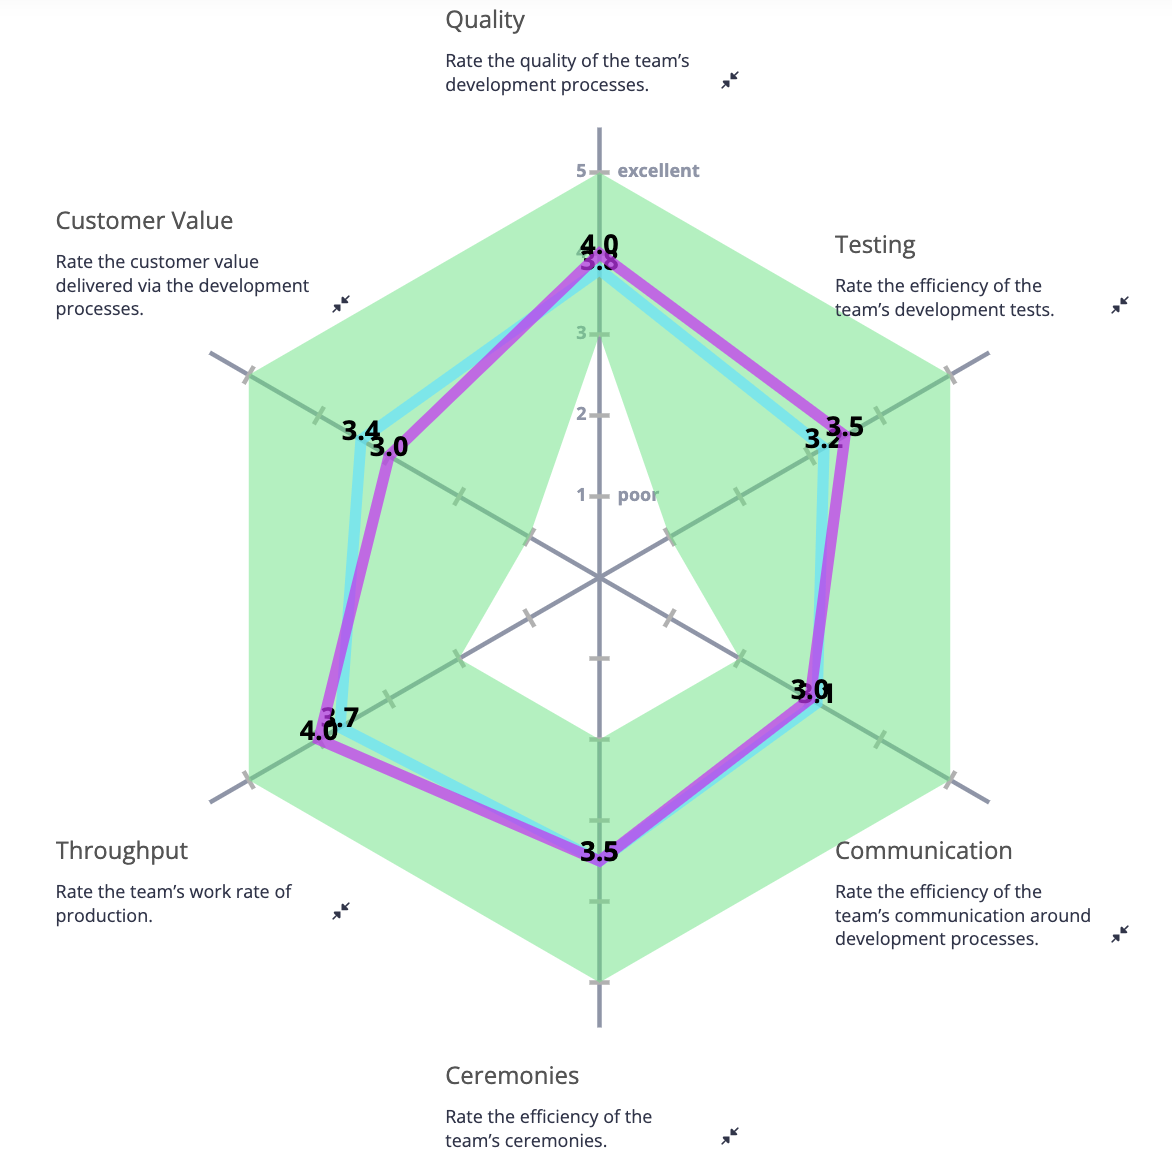 Quality
Rate the quality of the team’s
development processes.
5 excellent
Customer Value
Rate the customer value
delivered via the development
processes.
Testing
Rate the efficiency of the
team’s development tests.
4.0
3.8
3
3.4
3.0
3.5
3.2
2
1 poor
3.0
3.1
3.7
4.0
3.5
Throughput
Rate the team’s work rate of
production.
Communication
Rate the efficiency of the
team’s communication around
development processes.
Ceremonies
Rate the efficiency of the
team’s ceremonies.